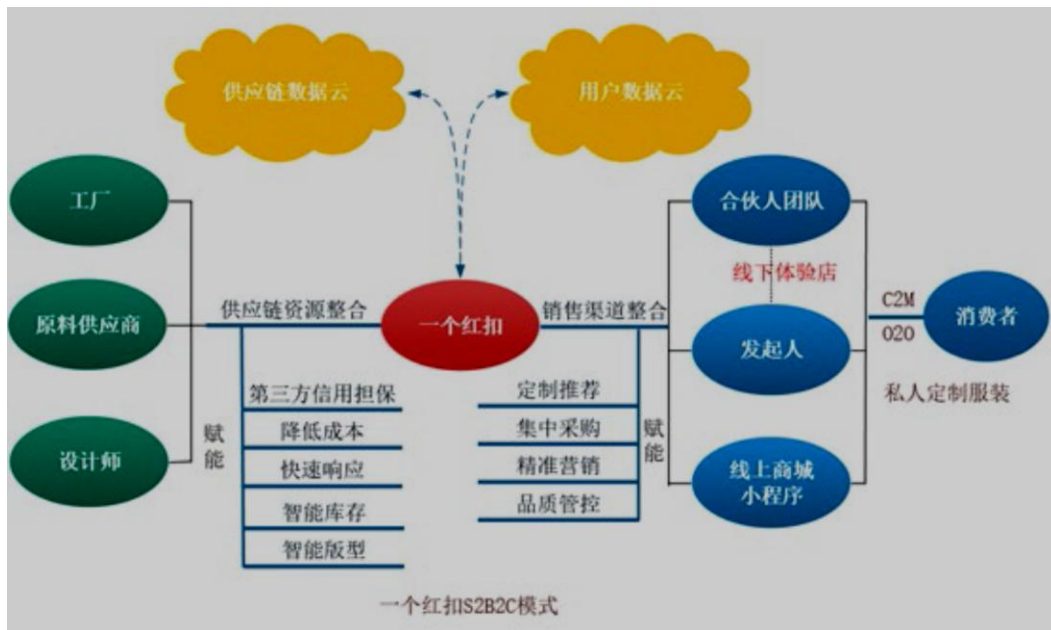 供应链数据云
用户数据云
工厂
原料供应商
设计师
供应链资源整合
赋能
第三方信用担保
降低成本
快速响应
智能库存
智能版型
一个红扣
销售渠道整合
定制推荐
集中采购
精准营销
品质管控
赋能
合伙人团队
线下体验店
发起人
线上商城
小程序
C2M
O2O
消费者
私人定制服装
一个红扣S2B2C模式